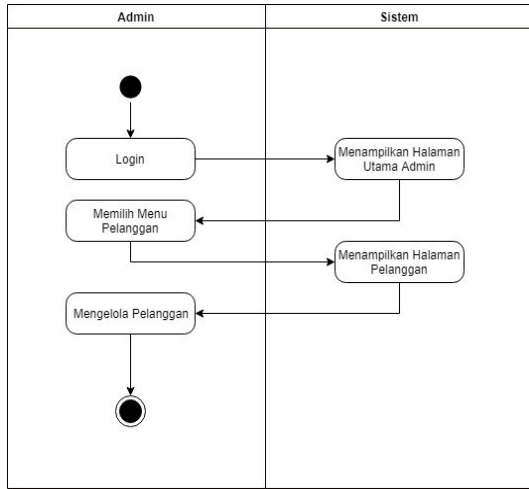 Admin
Sistem
Login
Menampilkan Halaman
Utama Admin
Memilih Menu
Pelanggan
Menampilkan Halaman
Pelanggan
Mengelola Pelanggan